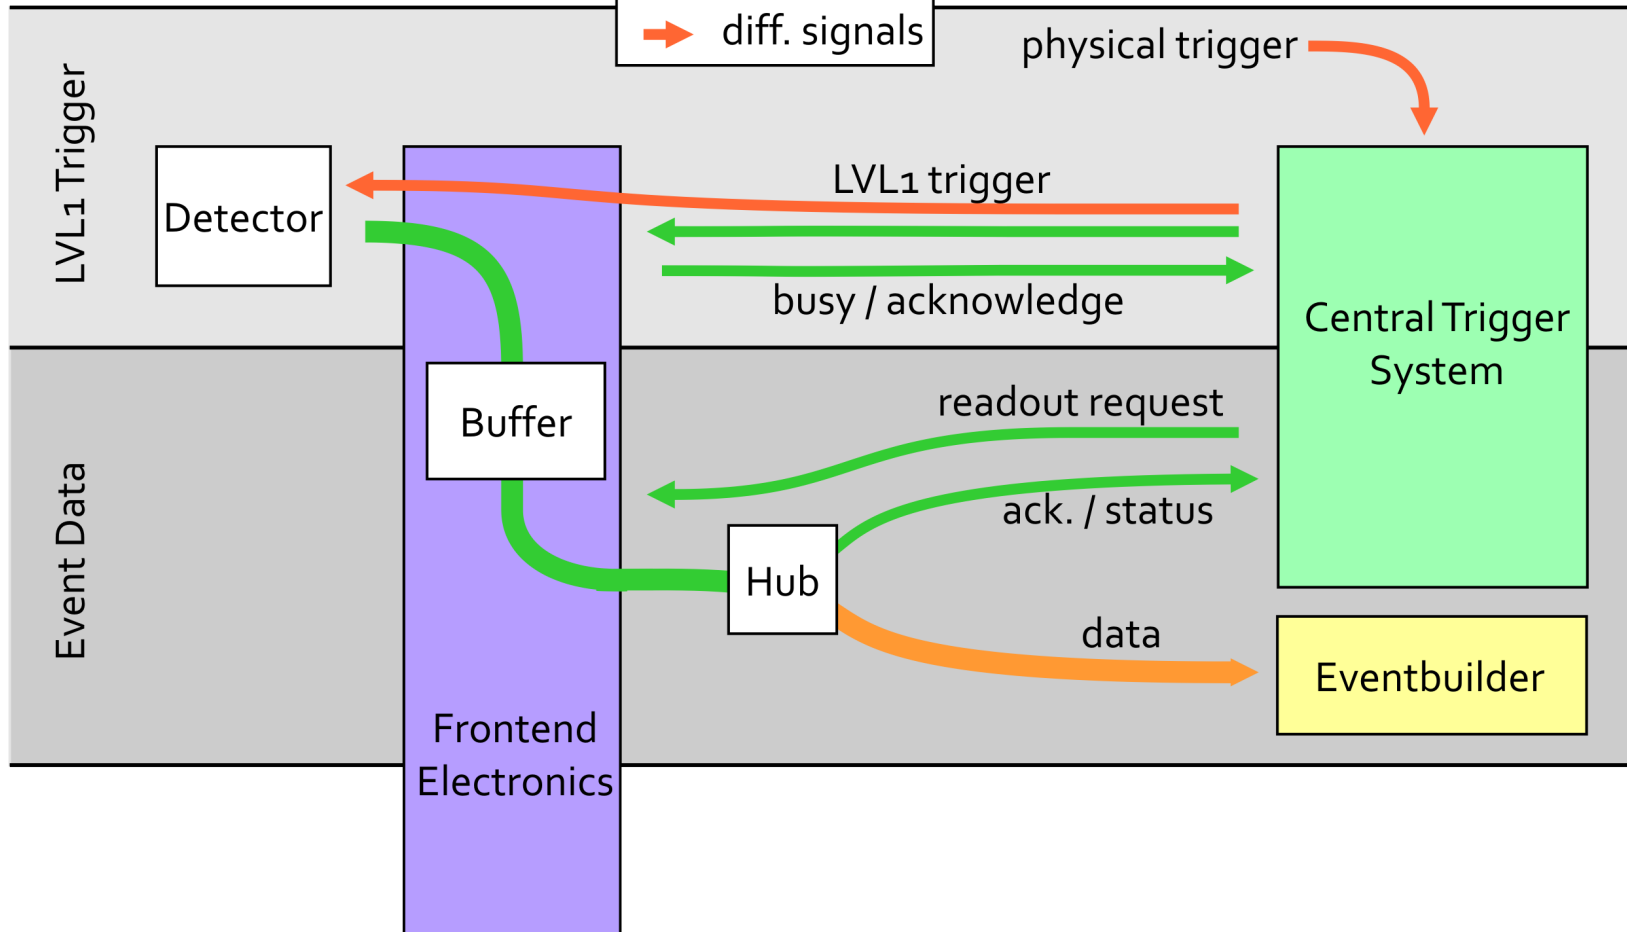 diff. signals
physical trigger
LVL1 Trigger
Detector
LVL1 trigger
busy / acknowledge
Central Trigger
System
Event Data
Buffer
readout request
ack. / status
Hub
data
Eventbuilder
Frontend
Electronics